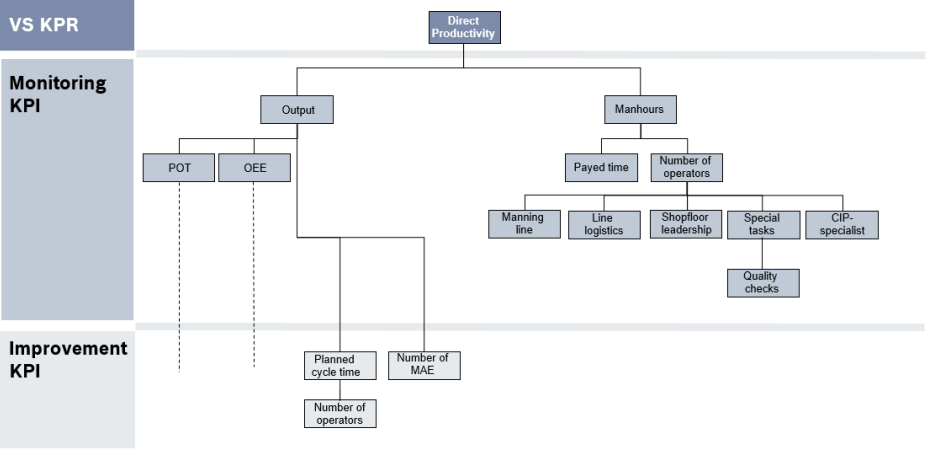 VS KPR
Direct
Productivity
Monitoring
KPI
Output
Manhours
POT
OEE
Payed time
Number of
operators
Manning
line
Line
logistics
Shopfloor
leadership
Special
tasks
CIP-
specialist
Quality
checks
Improvement
KPI
Planned
cycle time
Number of
MAE
Number of
operators